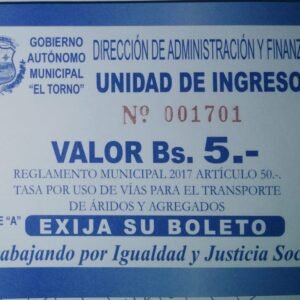 GOBIERNO
AUTÓNOMO
MUNICIPAL
"EL TORNO"
DIRECCIÓN DE ADMINISTRACIÓN Y FINANZ
UNIDAD DE INGRESO
Nº 001701
VALOR Bs. 5.-
REGLAMENTO MUNICIPAL 2017 ARTÍCULO 50.-.
TASA POR USO DE VÍAS PARA EL TRANSPORTE
DE ÁRIDOS Y AGREGADOS
E "A" EXIJA SU BOLETO
abajando por Igualdad y Justicia Soc